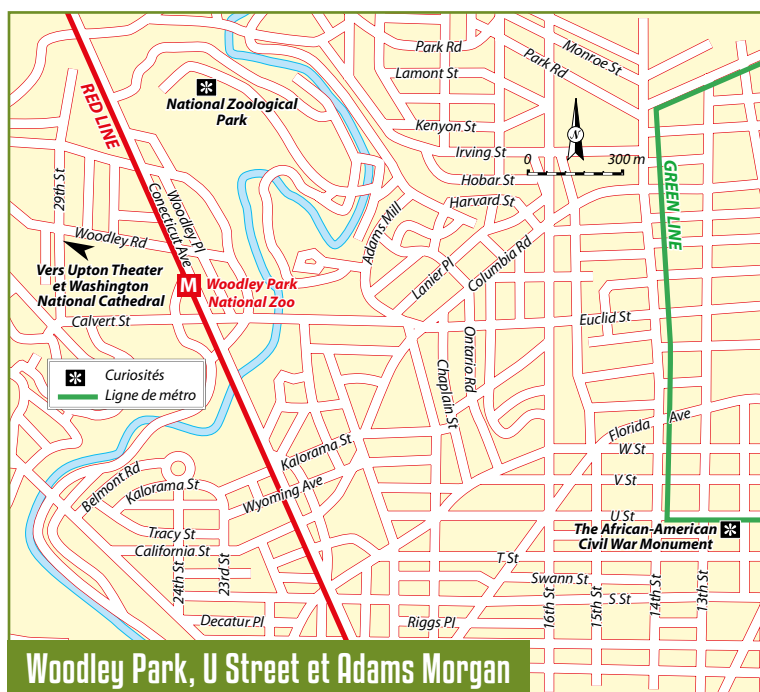 Park Rd
Monroe St
Park Rd
Lamont St
RED LINE
National Zoological
Park
Kenyon St
N
Irving St
0 300 m
Hobar St
Harvard St
GREEN LINE
29th St
Woodley Pl
Conecticut Ave
Woodley Rd
Adams Mill
Lanier Pl
Columbia Rd
Vers Upton Theater
et Washington
National Cathedral
M
Woodley Park
National Zoo
Calvert St
Euclid St
Ontario Rd
Chaplain St
Curiosités
Ligne de métro
Florida Ave
W St
Kalorama St
Belmont Rd
Kalorama St
Wyoming Ave
V St
U St
The African-American
Civil War Monument
Tracy St
California St
T St
24th St
23rd St
Swann St
S St
16th St
15th St
14th St
13th St
Decatur Pl
Riggs Pl
Woodley Park, U Street et Adams Morgan